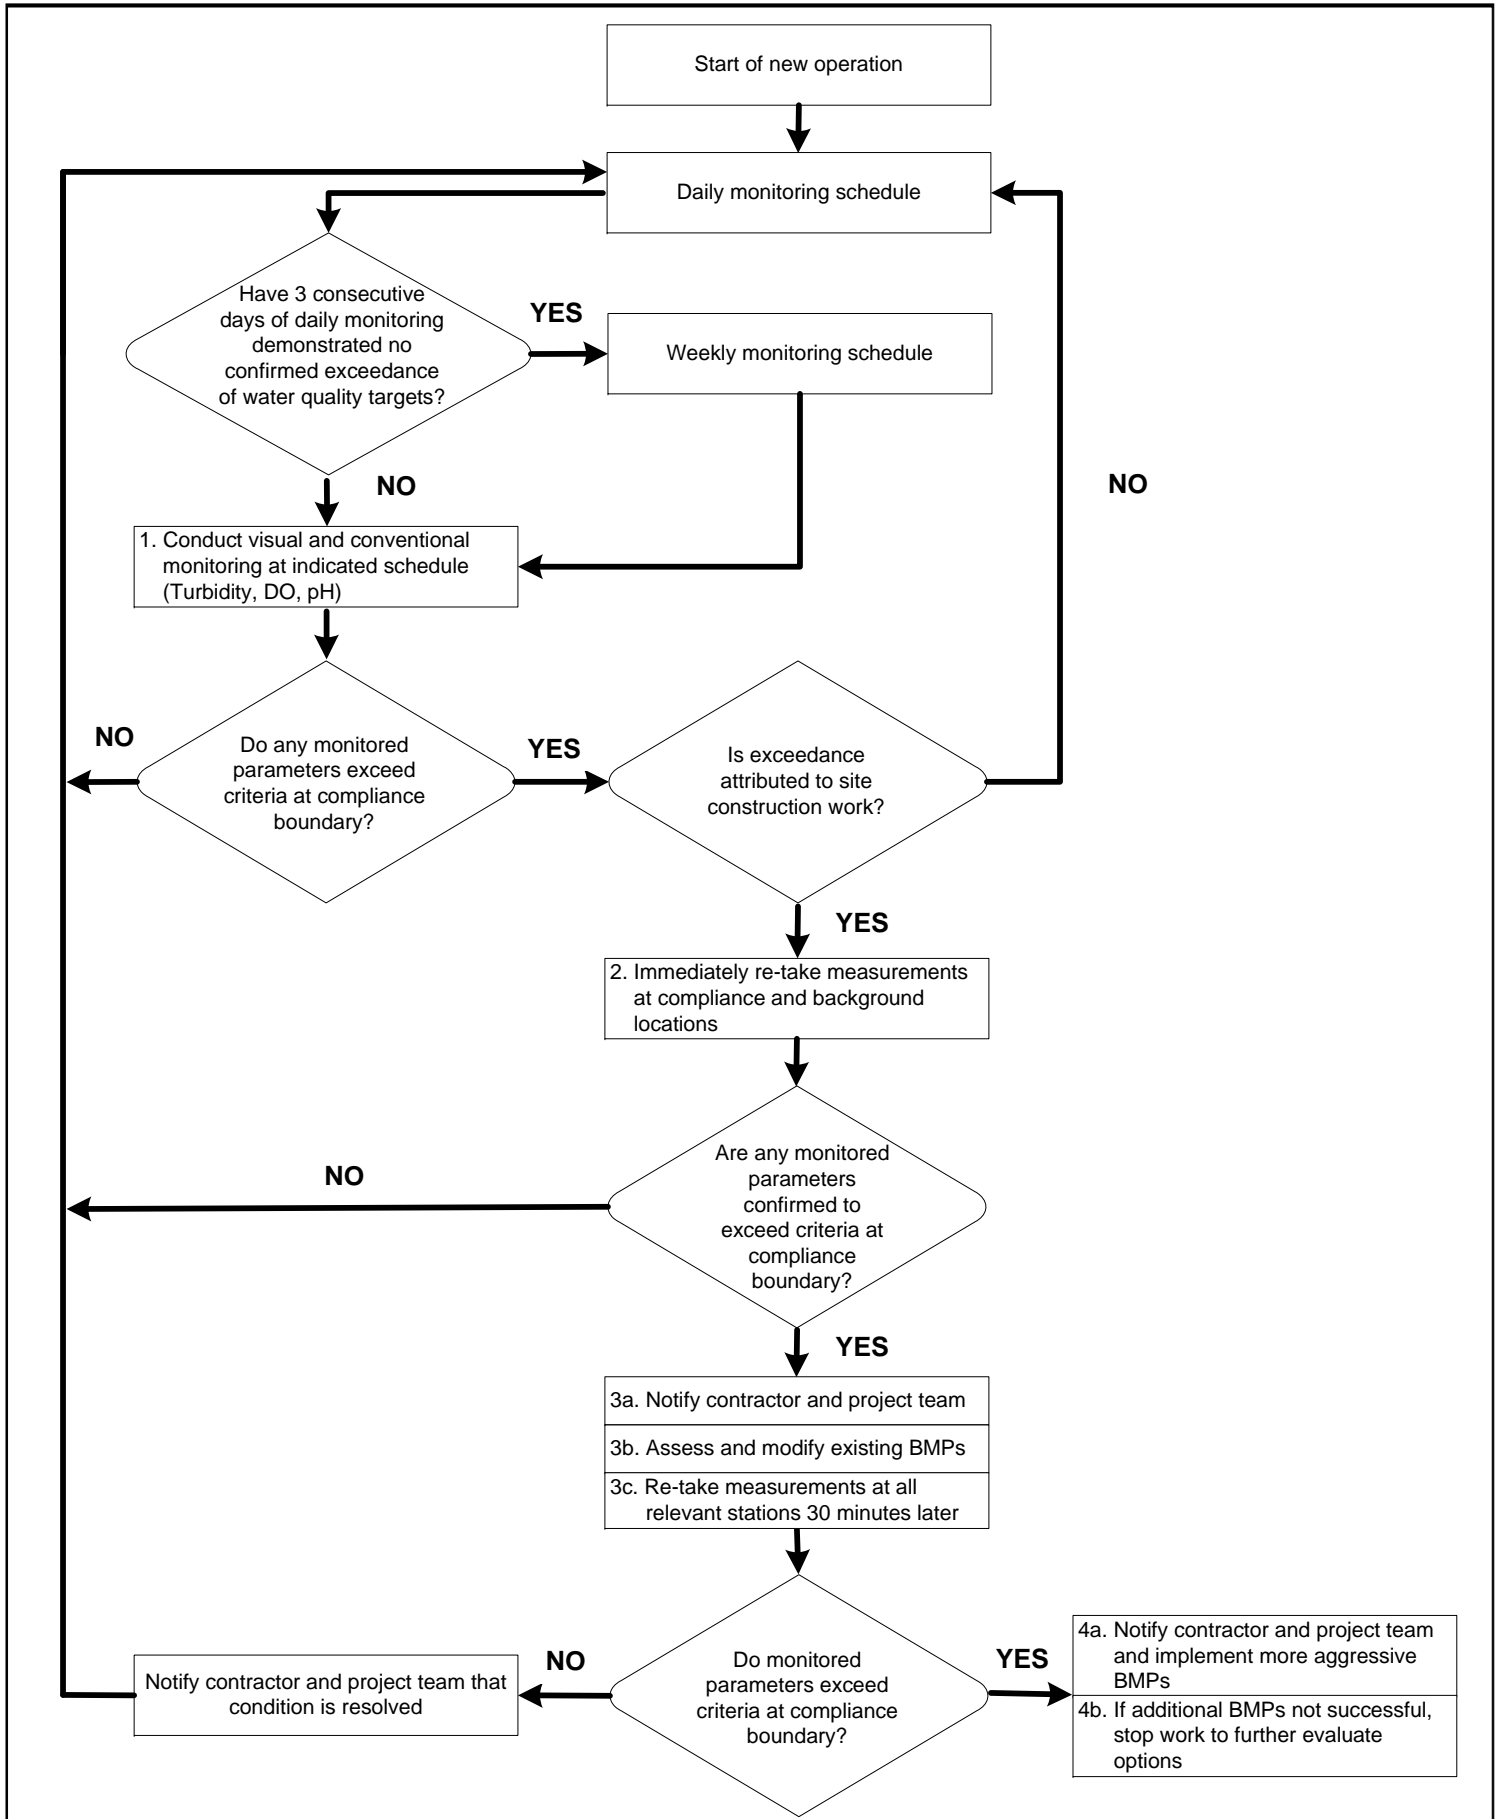 Start of new operation
Daily monitoring schedule
Have 3 consecutive
days of daily monitoring
demonstrated no
confirmed exceedance
of water quality targets?
YES
Weekly monitoring schedule
NO
NO
1. Conduct visual and conventional
monitoring at indicated schedule
(Turbidity, DO, pH)
NO
Do any monitored
parameters exceed
criteria at compliance
boundary?
YES
Is exceedance
attributed to site
construction work?
YES
2. Immediately re-take measurements
at compliance and background
locations
NO
Are any monitored
parameters
confirmed to
exceed criteria at
compliance
boundary?
YES
3a. Notify contractor and project team
3b. Assess and modify existing BMPs
3c. Re-take measurements at all
relevant stations 30 minutes later
Notify contractor and project team that
condition is resolved
NO
Do monitored
parameters exceed
criteria at compliance
boundary?
YES
4a. Notify contractor and project team
and implement more aggressive
BMPs
4b. If additional BMPs not successful,
stop work to further evaluate
options